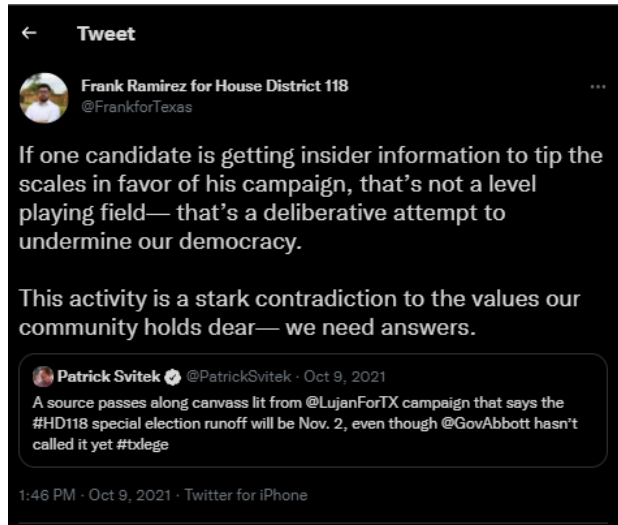 Tweet
Frank Ramirez for House District 118
@FrankforTexas
If one candidate is getting insider information to tip the
scales in favor of his campaign, that's not a level
playing field— that's a deliberative attempt to
undermine our democracy.
This activity is a stark contradiction to the values our
community holds dear— we need answers.
Patrick Svitek @PatrickSvitek · Oct 9, 2021
A source passes along canvass lit from @LujanForTX campaign that says the
#HD118 special election runoff will be Nov. 2, even though @GovAbbott hasn't
called it yet #txlege
1:46 PM · Oct 9, 2021 · Twitter for iPhone